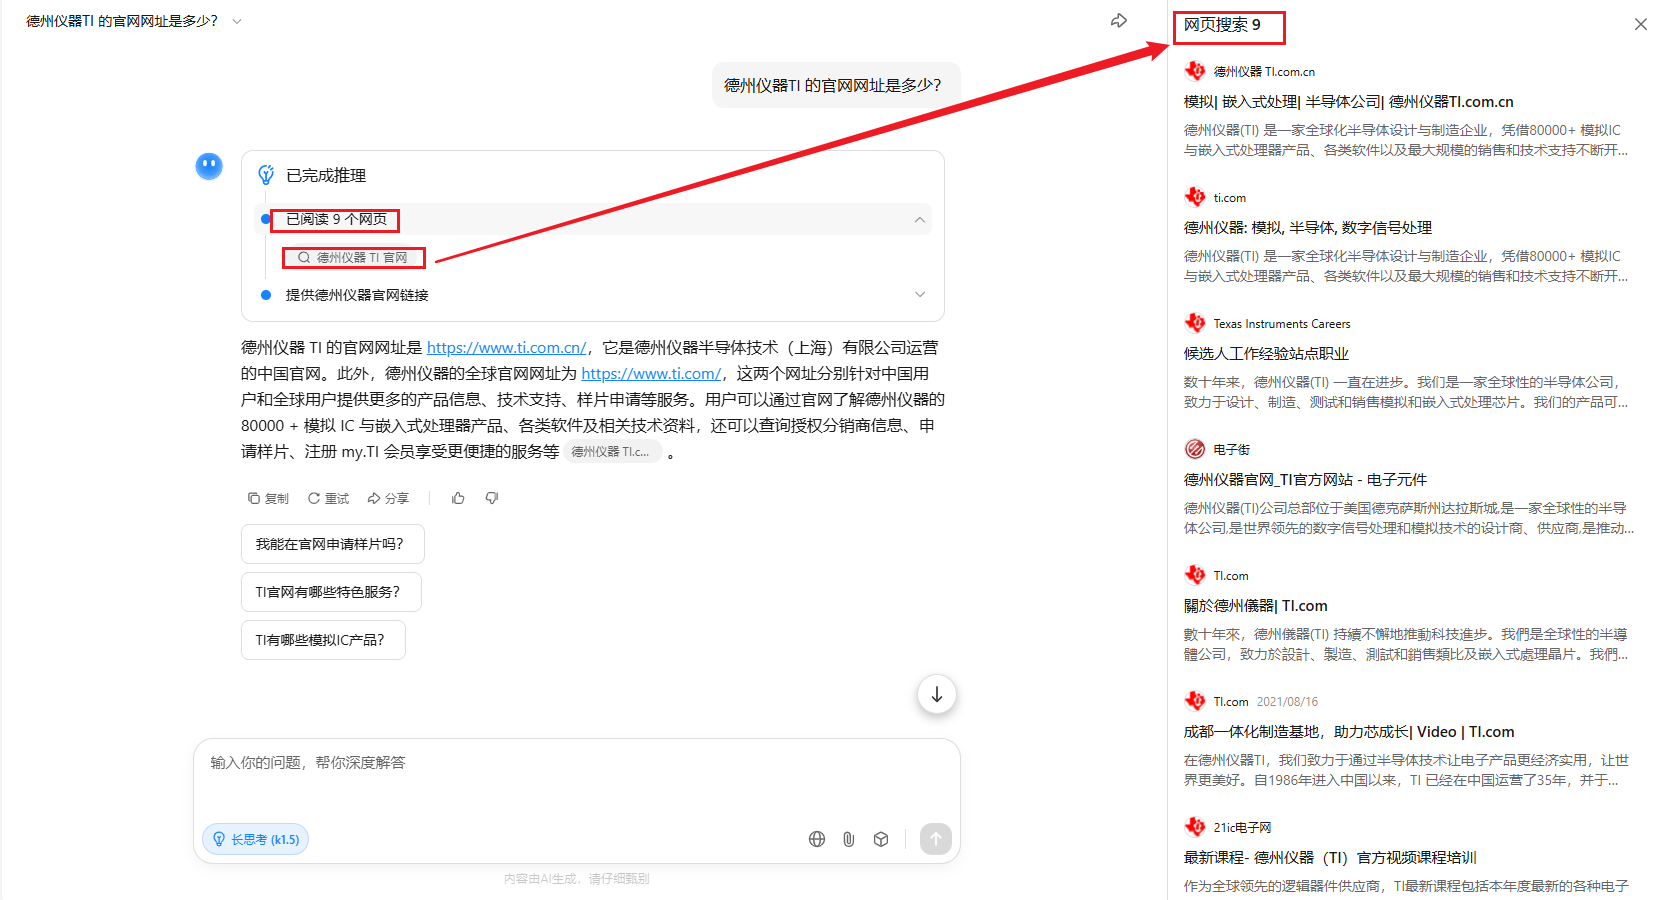 德州仪器TI 的官网网址是多少?
德州仪器TI 的官网网址是多少?
已完成推理
已阅读 9 个网页
德州仪器 TI 官网
提供德州仪器官网链接
德州仪器 TI 的官网网址是 https://www.ti.com.cn/，它是德州仪器半导体技术（上海）有限公司运营
的中国官网。此外，德州仪器的全球官网网址为 https://www.ti.com/，这两个网址分别针对中国用
户和全球用户提供更多的产品信息、技术支持、样片申请等服务。用户可以通过官网了解德州仪器的
80000 + 模拟 IC 与嵌入式处理器产品、各类软件及相关技术资料，还可以查询授权分销商信息、申
请样片、注册 my.TI 会员享受更便捷的服务等 德州仪器 TI.c... 。
复制 重试 分享
我能在官网申请样片吗?
TI官网有哪些特色服务?
TI有哪些模拟IC产品?
输入你的问题，帮你深度解答
长思考 (k1.5)
内容由AI生成，请仔细甄别
网页搜索 9
德州仪器 TI.com.cn
模拟| 嵌入式处理| 半导体公司| 德州仪器TI.com.cn
德州仪器(TI) 是一家全球化半导体设计与制造企业，凭借80000+ 模拟IC
与嵌入式处理器产品、各类软件以及最大规模的销售和技术支持不断开...
ti.com
德州仪器: 模拟, 半导体, 数字信号处理
德州仪器(TI) 是一家全球化半导体设计与制造企业，凭借80000+ 模拟IC
与嵌入式处理器产品、各类软件以及最大规模的销售和技术支持不断开...
Texas Instruments Careers
候选人工作经验站点职业
数十年来，德州仪器(TI) 一直在进步。我们是一家全球性的半导体公司，
致力于设计、制造、测试和销售模拟和嵌入式处理芯片。我们的产品可...
电子街
德州仪器官网_TI官方网站 - 电子元件
德州仪器(TI)公司总部位于美国德克萨斯州达拉斯城,是一家全球性的半导
体公司,是世界领先的数字信号处理和模拟技术的设计商、供应商,是推动...
TI.com
關於德州儀器| TI.com
數十年來，德州儀器(TI) 持續不懈地推動科技進步。我們是全球性的半導
體公司，致力於設計、製造、測試和銷售類比及嵌入式處理晶片。我們...
TI.com 2021/08/16
成都一体化制造基地，助力芯成长| Video | TI.com
在德州仪器TI，我们致力于通过半导体技术让电子产品更经济实用，让世
界更美好。自1986年进入中国以来，TI 已经在中国运营了35年，并于...
21ic电子网
最新课程- 德州仪器（TI）官方视频课程培训
作为全球领先的逻辑器件供应商，TI最新课程包括本年度最新的各种电子